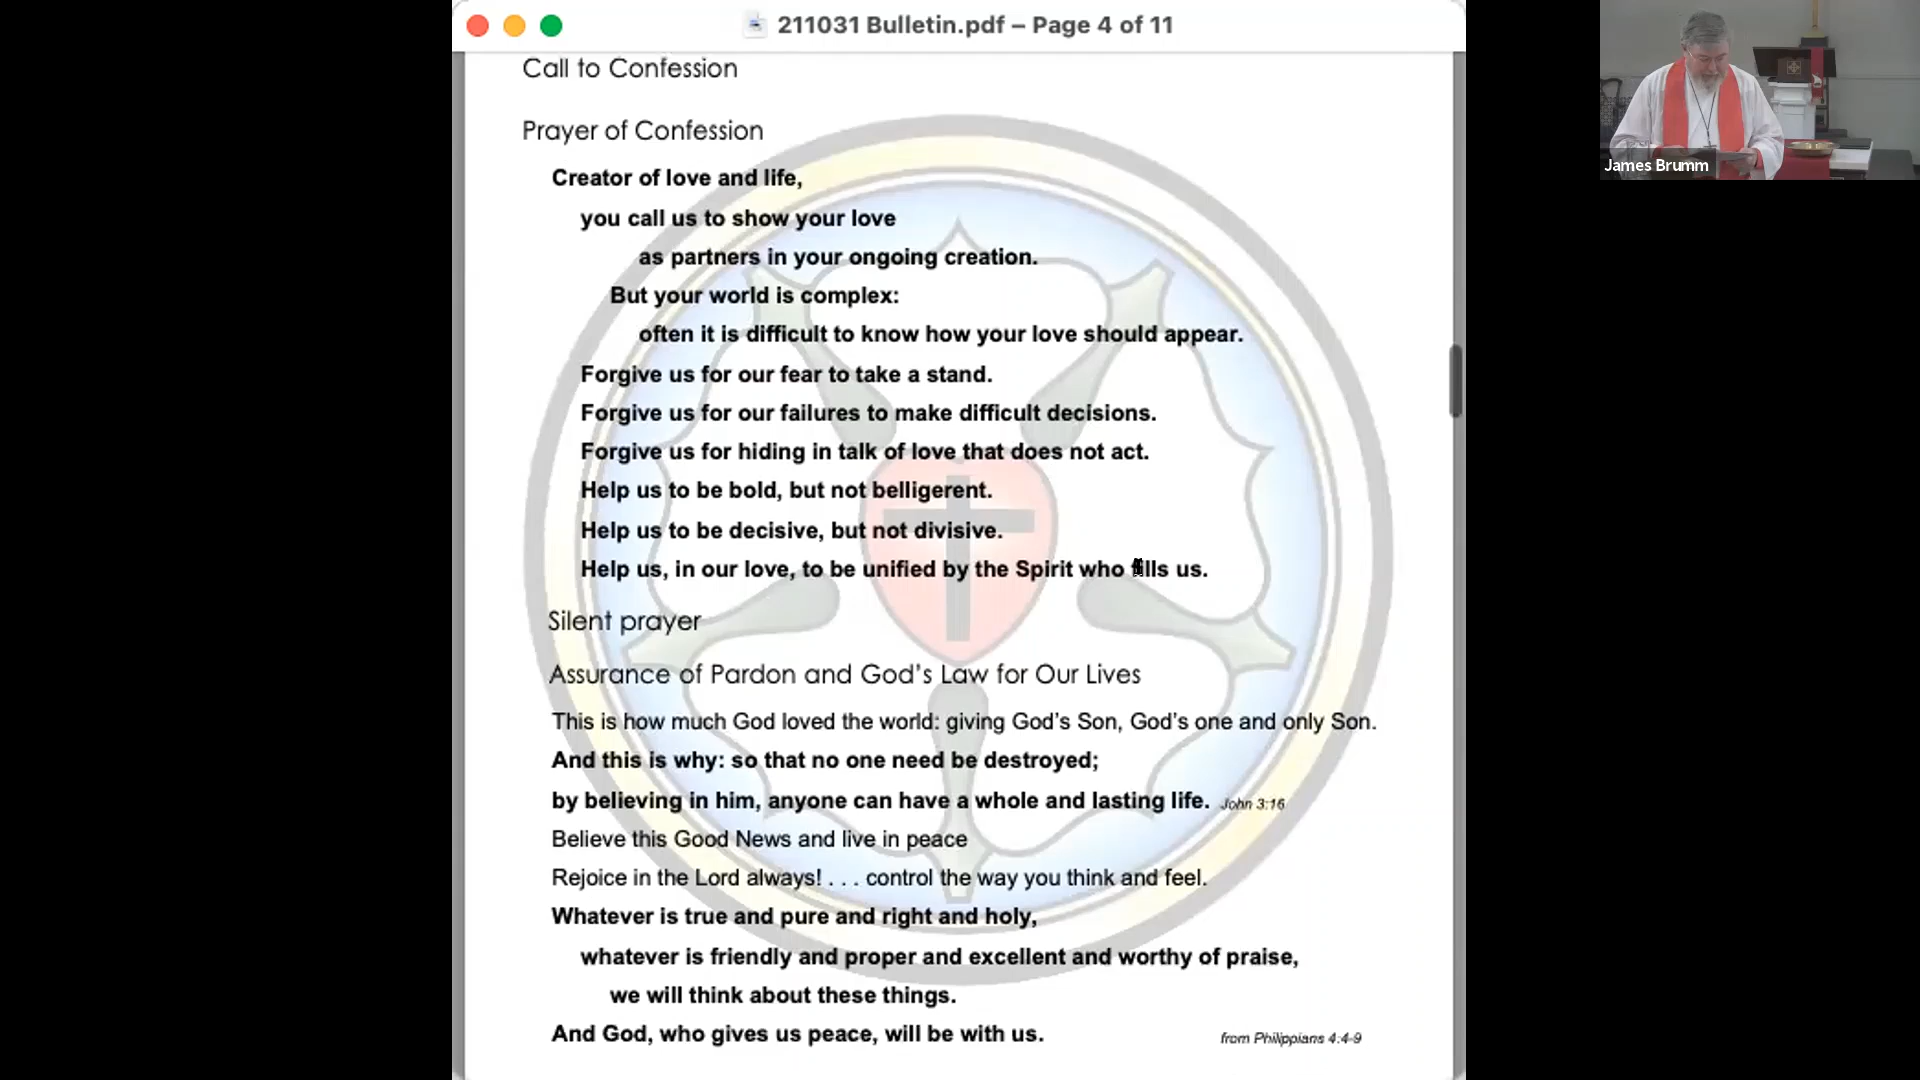 211031 Bulletin.pdf – Page 4 of 11
James Brumm
Call to Confession
Prayer of Confession
Creator of love and life,
you call us to show your love
as partners in your ongoing creation.
But your world is complex:
often it is difficult to know how your love should appear.
Forgive us for our fear to take a stand.
Forgive us for our failures to make difficult decisions.
Forgive us for hiding in talk of love that does not act.
Help us to be bold, but not belligerent.
Help us to be decisive, but not divisive.
Help us, in our love, to be unified by the Spirit who fills us.
Silent prayer
Assurance of Pardon and God's Law for Our Lives
This is how much God loved the world: giving God's Son, God's one and only Son.
And this is why: so that no one need be destroyed;
by believing in him, anyone can have a whole and lasting life. John 3:16
Believe this Good News and live in peace
Rejoice in the Lord always! . . . control the way you think and feel.
Whatever is true and pure and right and holy,
whatever is friendly and proper and excellent and worthy of praise,
we will think about these things.
And God, who gives us peace, will be with us. from Philippians 4:4-9